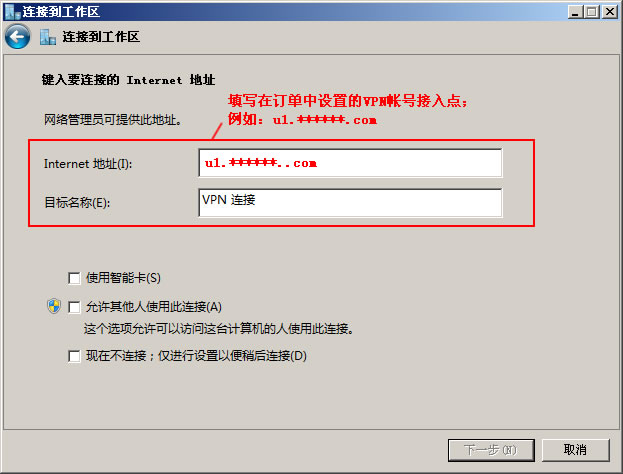 连接到工作区
连接到工作区
键入要连接的 Internet 地址
填写在订单中设置的VPN帐号接入点；
例如：u1.******.com
网络管理员可提供此地址。
Internet 地址(I):
u1.******..com
目标名称(E):
VPN 连接
使用智能卡(S)
允许其他人使用此连接(A)
这个选项允许可以访问这台计算机的人使用此连接。
现在不连接；仅进行设置以便稍后连接(D)
下一步(N)
取消